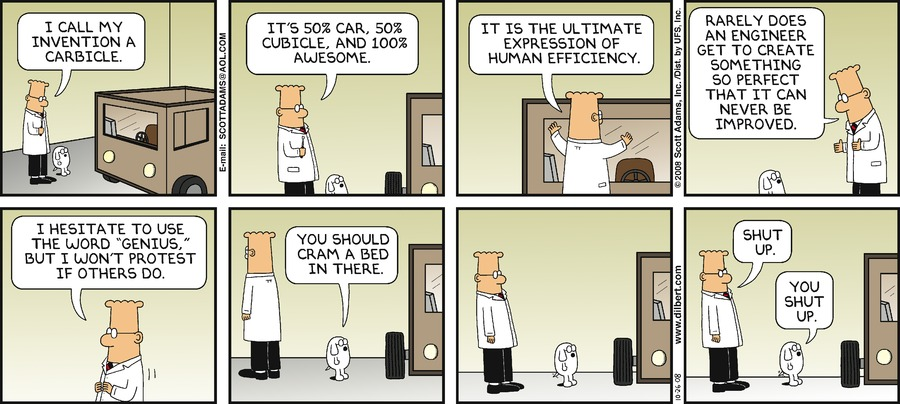 I CALL MY
INVENTION A
CARBICLE.
E-mail: SCOTTADAMS@AOL.COM
IT'S 50% CAR, 50%
CUBICLE, AND 100%
AWESOME.
IT IS THE ULTIMATE
EXPRESSION OF
HUMAN EFFICIENCY.
©2008 Scott Adams, Inc./Dist. by UFS, Inc.
RARELY DOES
AN ENGINEER
GET TO CREATE
SOMETHING
SO PERFECT
THAT IT CAN
NEVER BE
IMPROVED.
I HESITATE TO USE
THE WORD "GENIUS,"
BUT I WON'T PROTEST
IF OTHERS DO.
YOU SHOULD
CRAM A BED
IN THERE.
www.dilbert.com
10-26-08
SHUT
UP.
YOU
SHUT
UP.